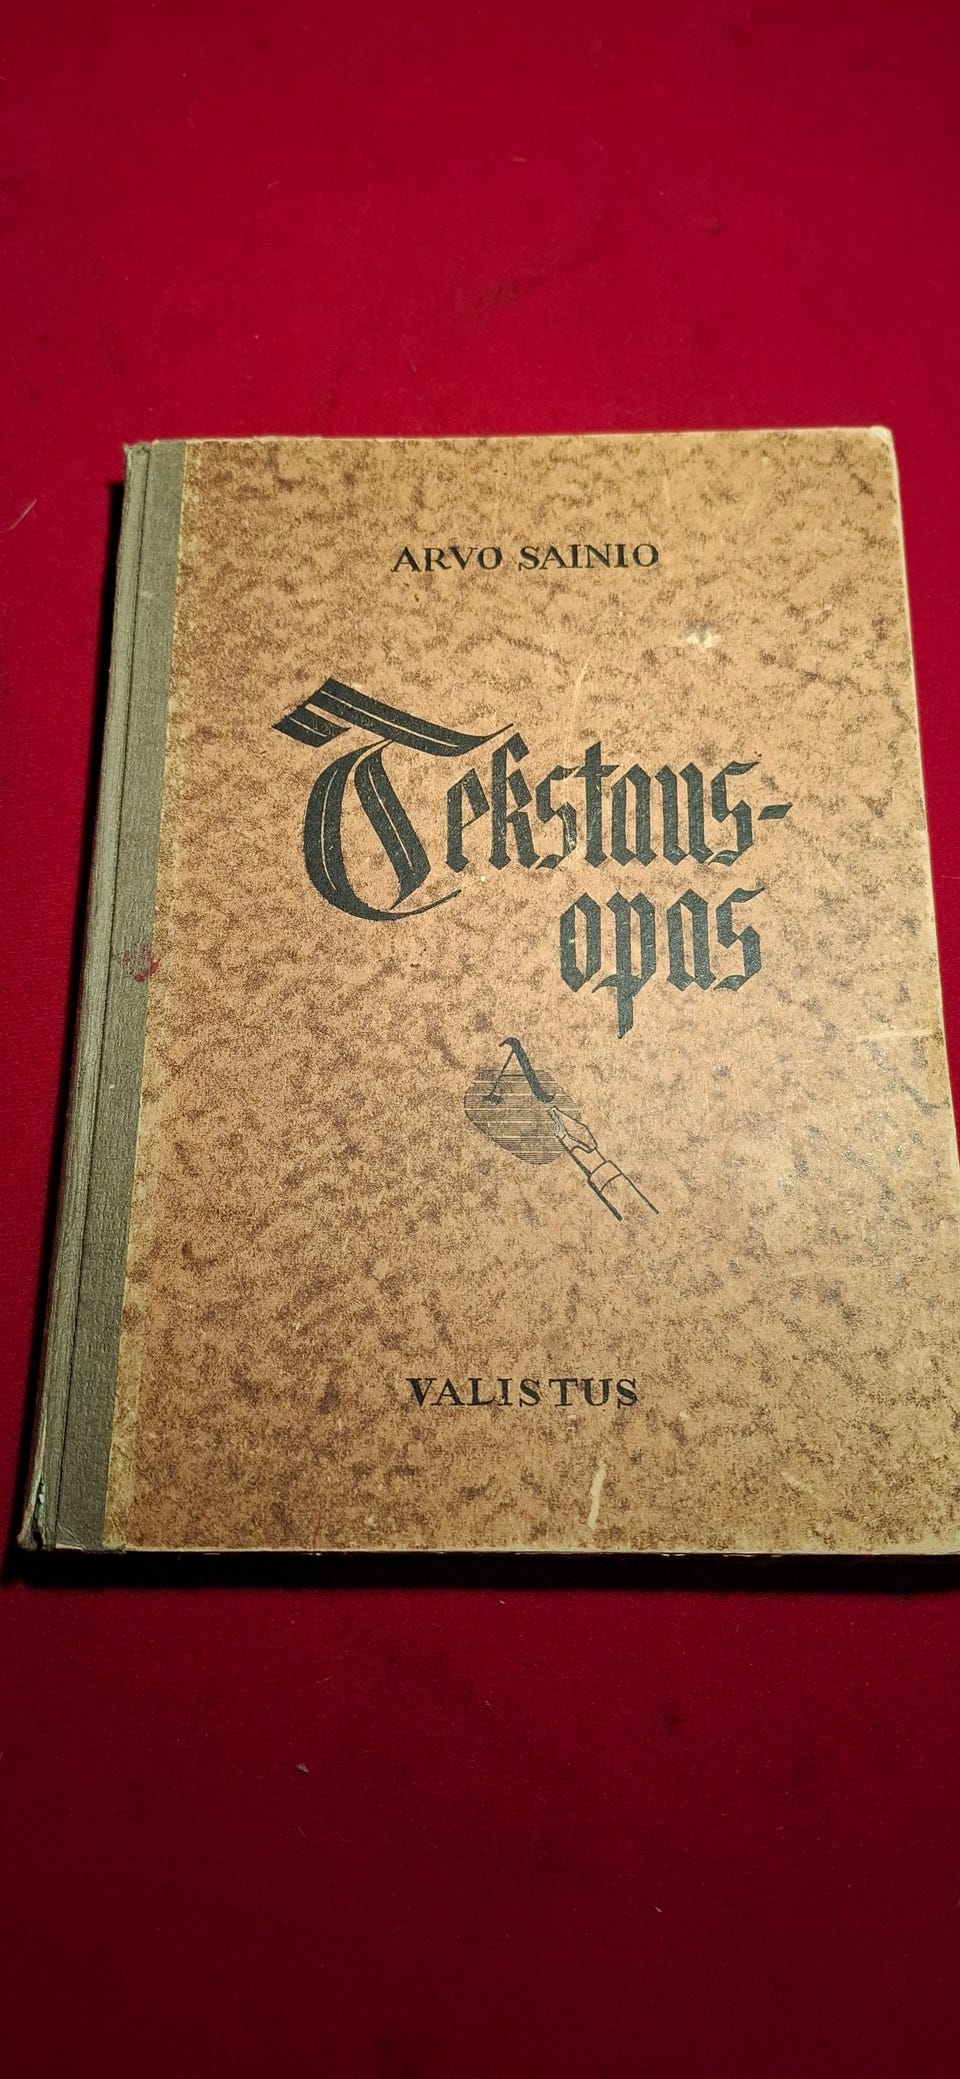 ARVO SAINIO
Tekstaus-
opas
A
VALISTUS